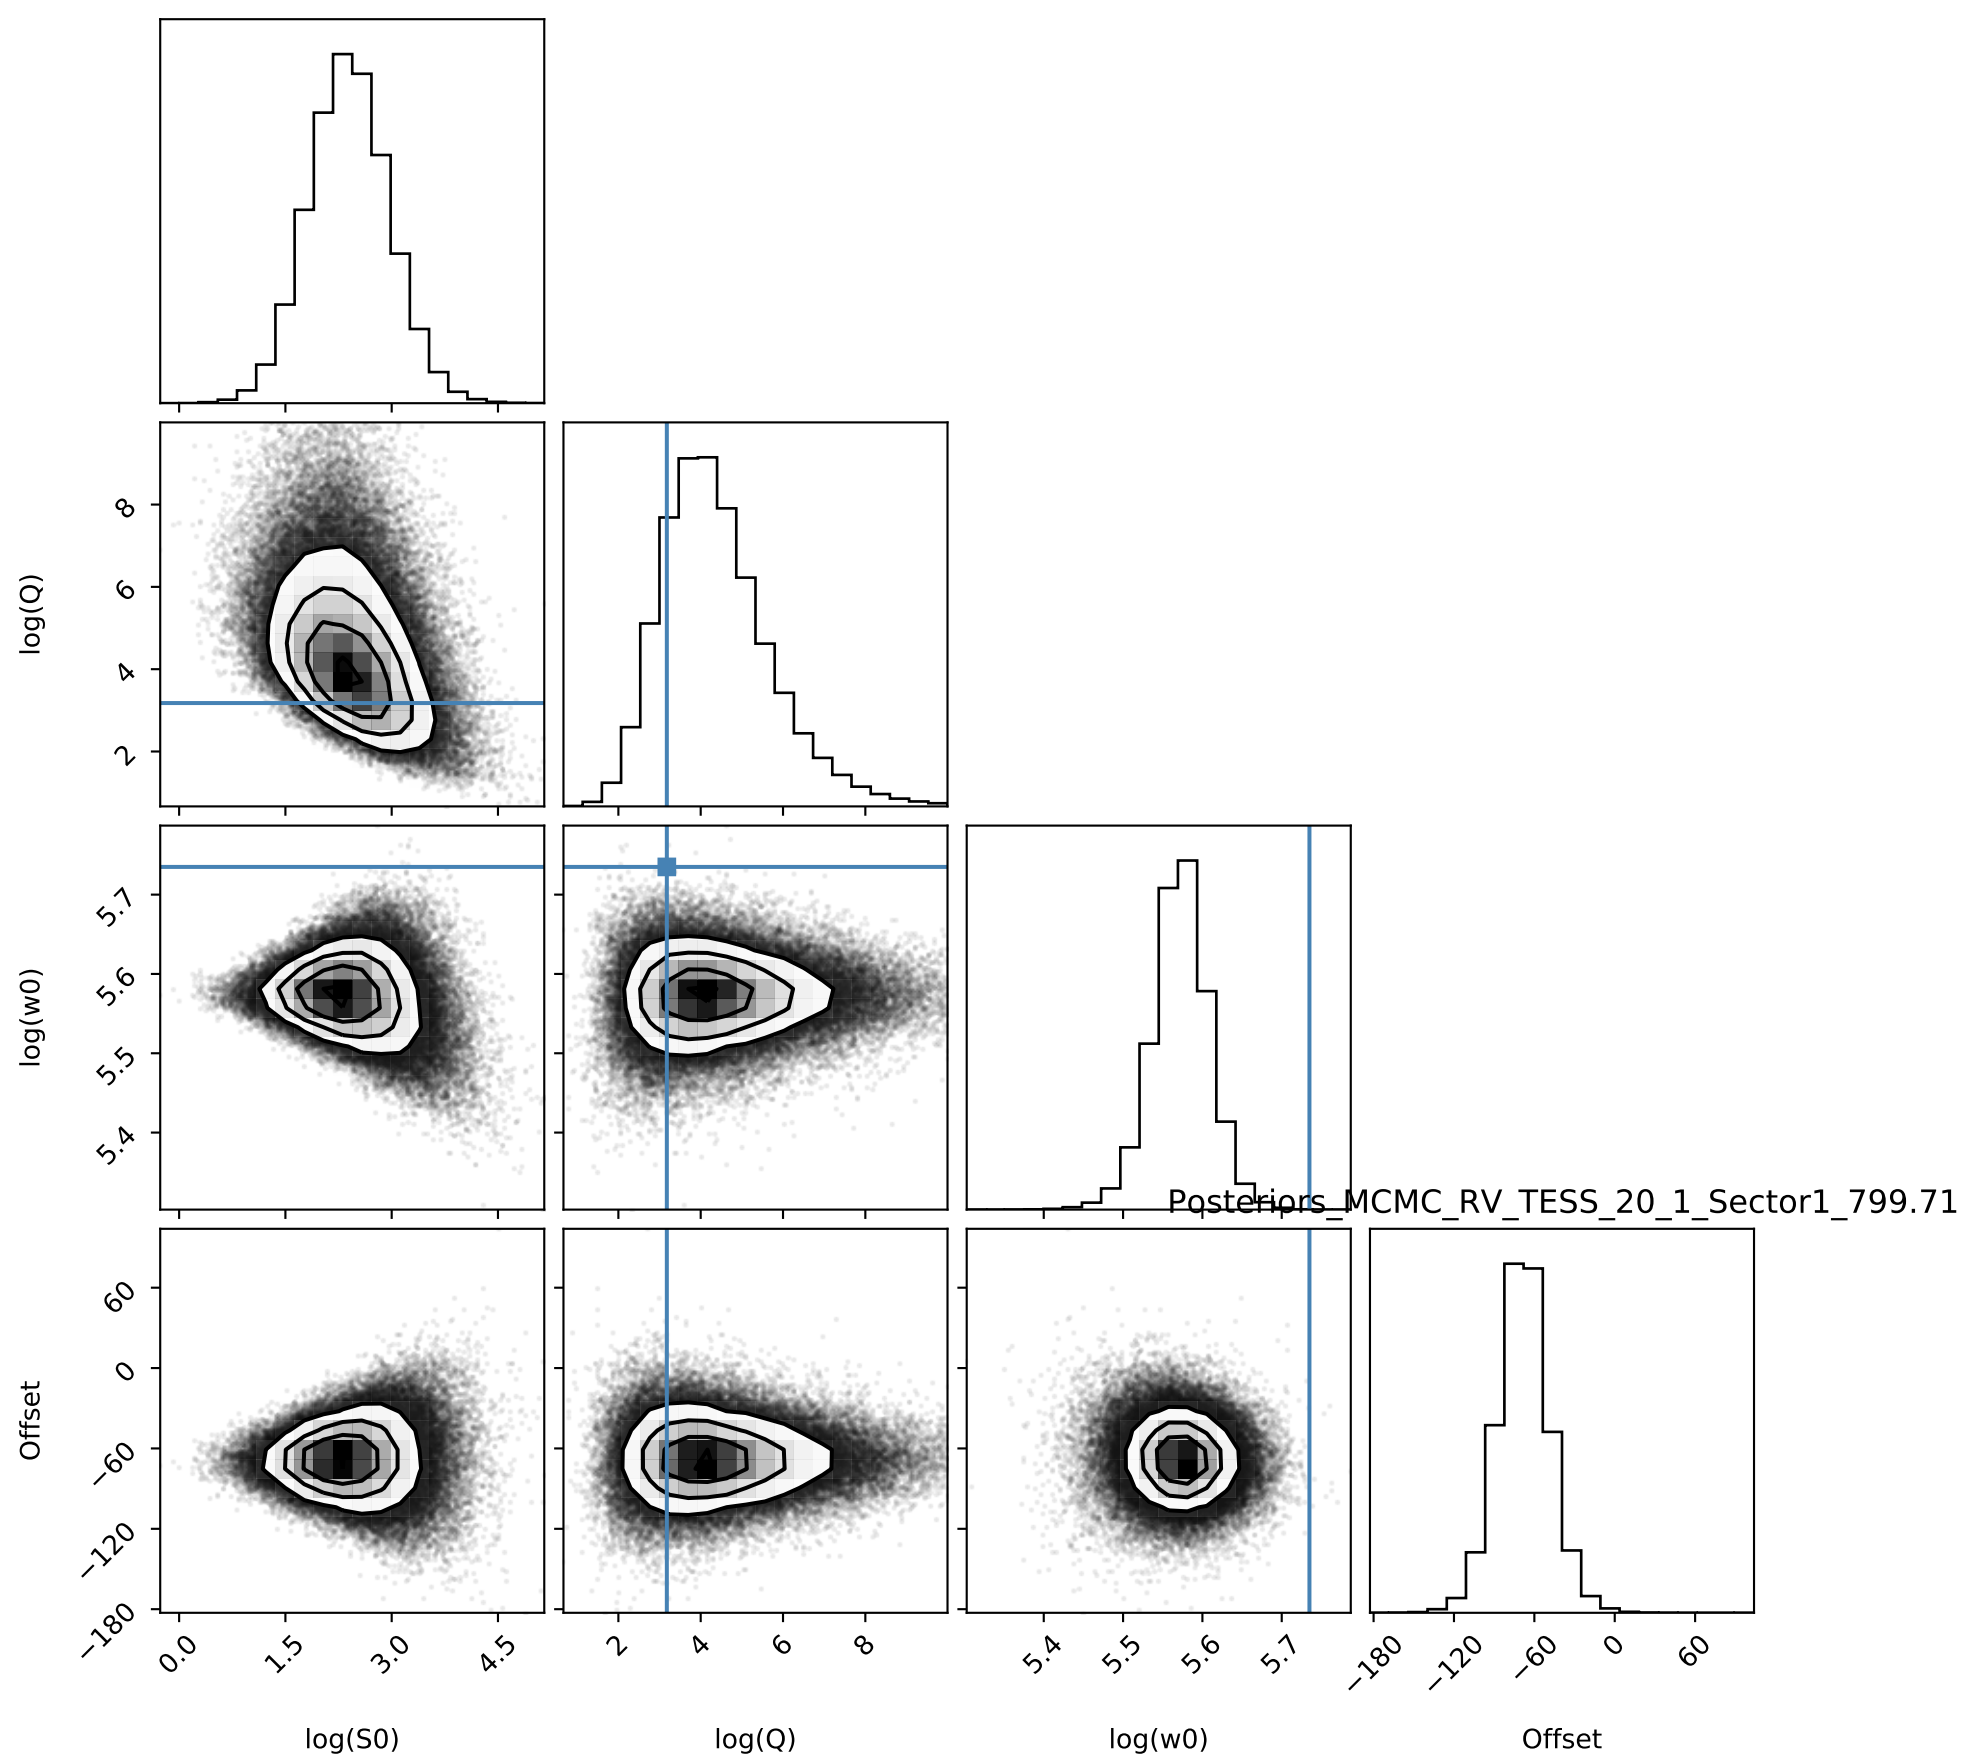 log(Q)
8
6
4
2
log(w0)
5.7
5.6
5.5
5.4
Posteriors_MCMC_RV_TESS_20_1_Sector1_799.71
Offset
60
0
−60
−120
−180
0.0 1.5 3.0 4.5 2 4 6 8 5.4 5.5 5.6 5.7 −180 −120 −60 0 60
log(S0) log(Q) log(w0) Offset